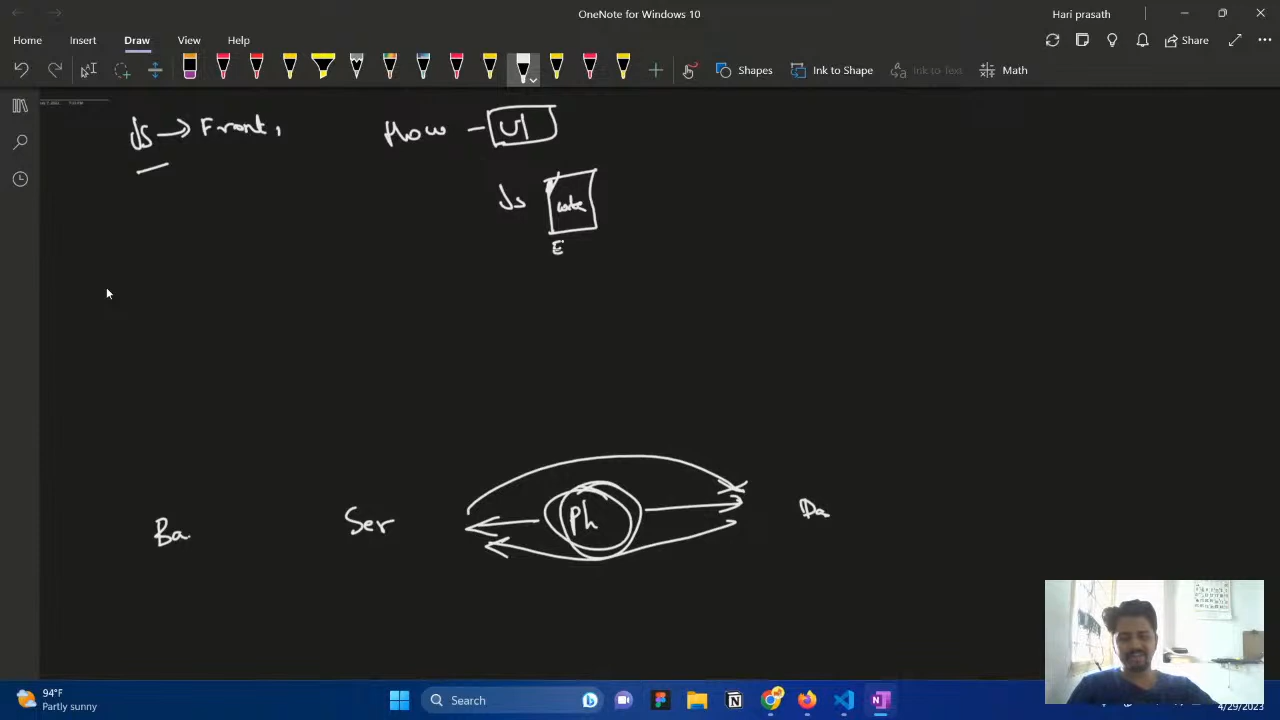 OneNote for Windows 10
Hari prasath
Home Insert Draw View Help
Share
Shapes Ink to Shape Ink to Text Math
Js → Front,
flow - UI
Js
E
Ba Ser Ph Da
94°F
Partly sunny
Search